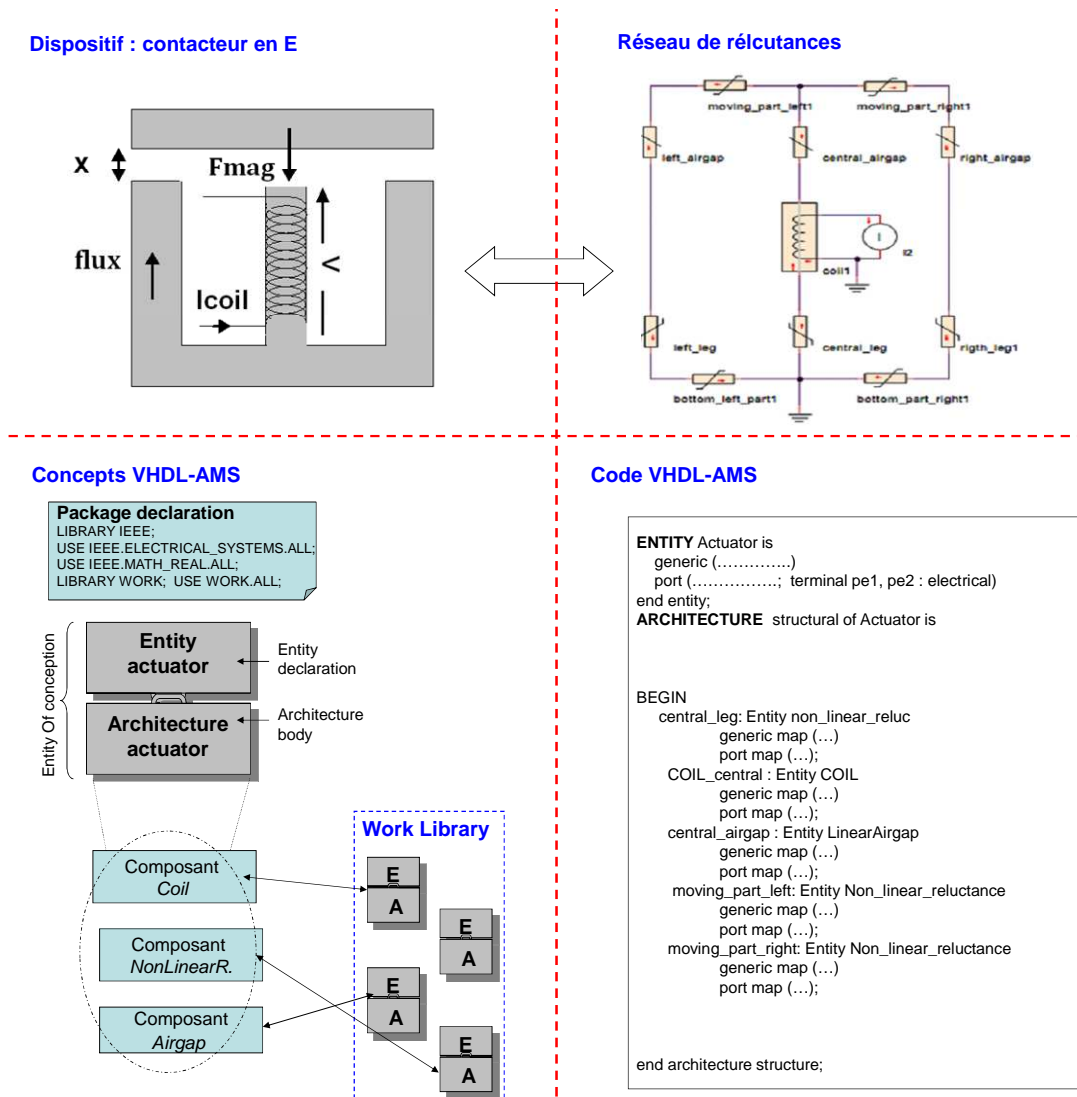 Dispositif : contacteur en E
X
Fmag
flux
V
Icoil
Réseau de rélcutances
moving_part_left1
moving_part_right1
left_airgap
central_airgap
right_airgap
I
I2
coil1
left_leg
central_leg
rigth_leg1
bottom_left_part1
bottom_part_right1
Concepts VHDL-AMS
Package declaration
LIBRARY IEEE;
USE IEEE.ELECTRICAL_SYSTEMS.ALL;
USE IEEE.MATH_REAL.ALL;
LIBRARY WORK; USE WORK.ALL;
Entity Of conception
Entity
actuator
Entity
declaration
Architecture
actuator
Architecture
body
Composant
Coil
Composant
NonLinearR.
Composant
Airgap
Work Library
E
A
E
A
E
A
E
A
Code VHDL-AMS
ENTITY Actuator is
generic (…………..)
port (…………….; terminal pe1, pe2 : electrical)
end entity;
ARCHITECTURE structural of Actuator is
BEGIN
central_leg: Entity non_linear_reluc
generic map (…)
port map (…);
COIL_central : Entity COIL
generic map (…)
port map (…);
central_airgap : Entity LinearAirgap
generic map (…)
port map (…);
moving_part_left: Entity Non_linear_reluctance
generic map (…)
port map (…);
moving_part_right: Entity Non_linear_reluctance
generic map (…)
port map (…);
end architecture structure;